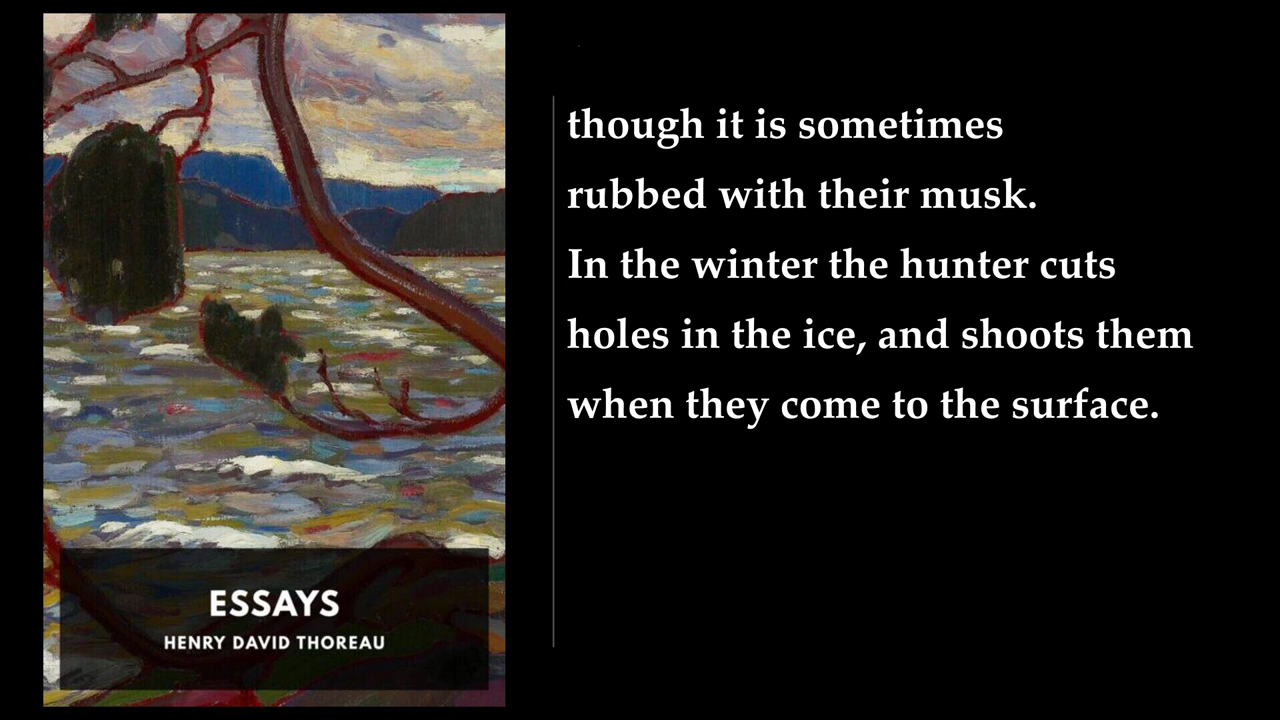 ESSAYS
HENRY DAVID THOREAU
though it is sometimes
rubbed with their musk.
In the winter the hunter cuts
holes in the ice, and shoots them
when they come to the surface.